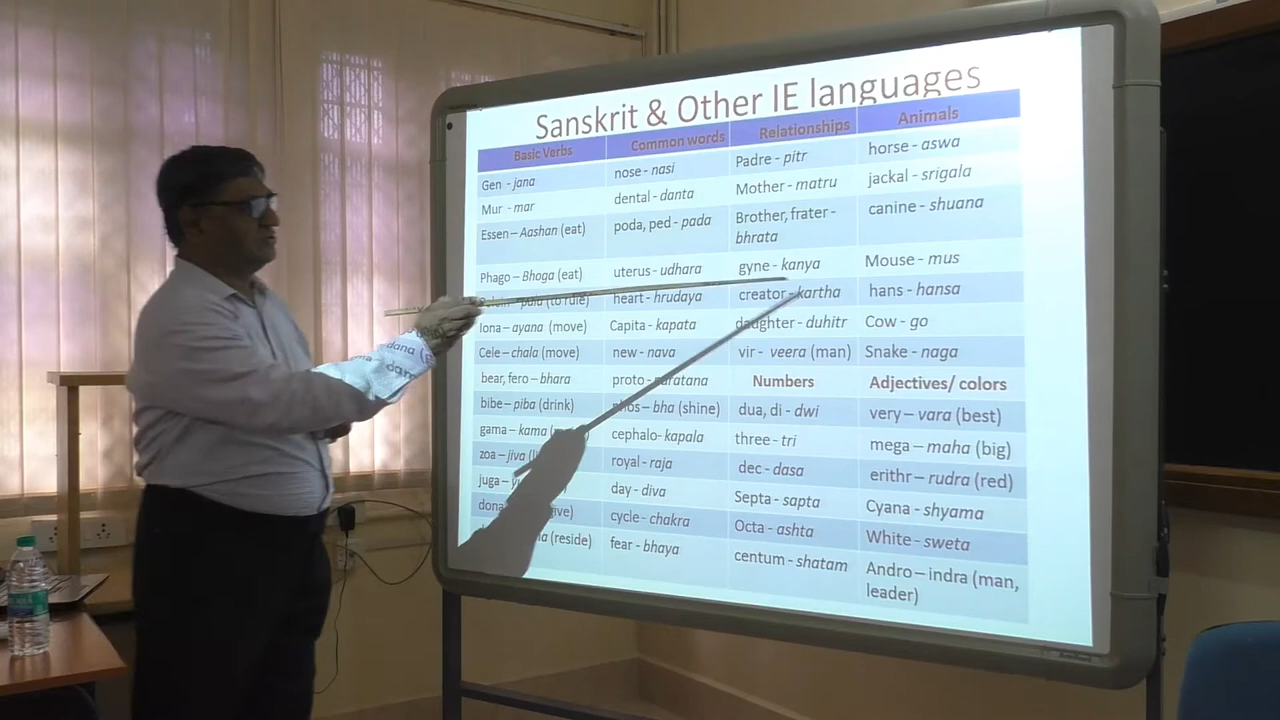 Sanskrit & Other IE languages
Basic Verbs
Gen - jana
Mur - mar
Essen – Aashan (eat)
Phago – Bhoga (eat)
(to rule)
Iona – ayana (move)
Cele – chala (move)
bear, fero – bhara
bibe – piba (drink)
gama – kama
zoa – jiva
juga –
dona
(reside)
Common words
nose - nasi
dental - danta
poda, ped - pada
uterus - udhara
heart - hrudaya
Capita - kapata
new - nava
proto -
bha (shine)
cephalo- kapala
royal - raja
day - diva
cycle - chakra
fear - bhaya
Relationships
Padre - pitr
Mother - matru
Brother, frater -
bhrata
gyne - kanya
creator - kartha
daughter - duhitr
vir - veera (man)
Numbers
dua, di - dwi
three - tri
dec - dasa
Septa - sapta
Octa - ashta
centum - shatam
Animals
horse - aswa
jackal - srigala
canine - shuana
Mouse - mus
hans - hansa
Cow - go
Snake - naga
Adjectives/ colors
very – vara (best)
mega – maha (big)
erithr – rudra (red)
Cyana - shyama
White - sweta
Andro – indra (man,
leader)